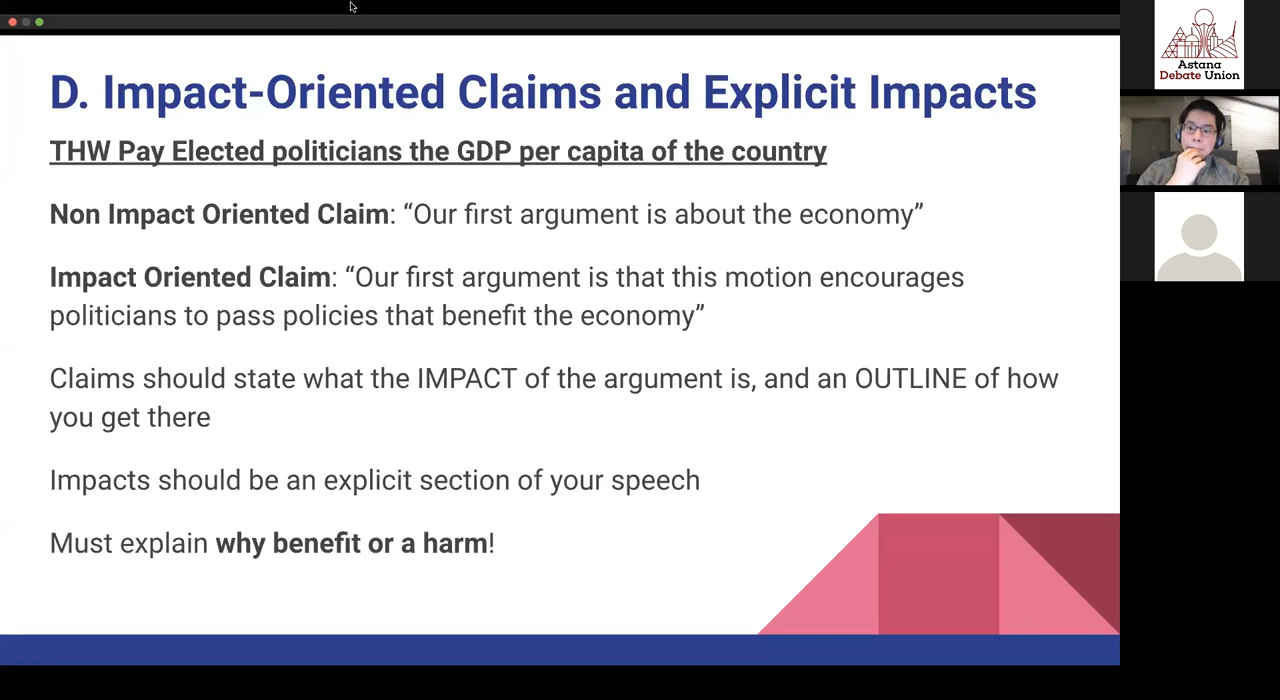 D. Impact-Oriented Claims and Explicit Impacts
THW Pay Elected politicians the GDP per capita of the country
Non Impact Oriented Claim: “Our first argument is about the economy”
Impact Oriented Claim: “Our first argument is that this motion encourages
politicians to pass policies that benefit the economy”
Claims should state what the IMPACT of the argument is, and an OUTLINE of how
you get there
Impacts should be an explicit section of your speech
Must explain why benefit or a harm!
Astana
Debate Union